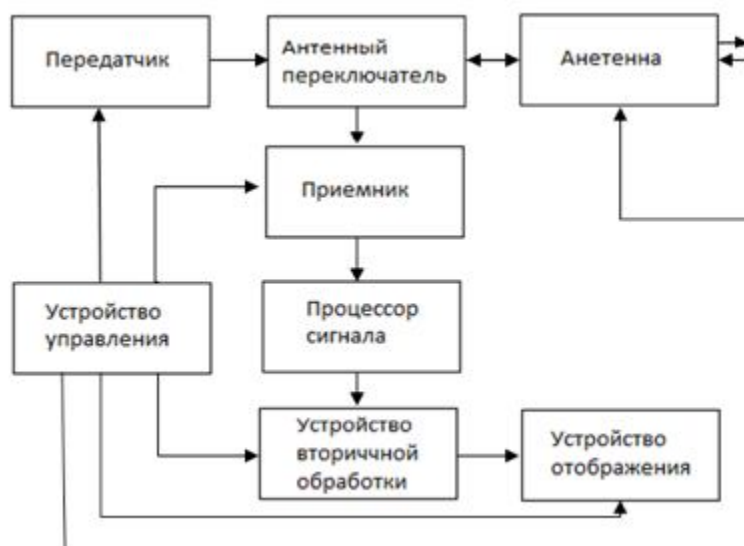 Передатчик
Антенный
переключатель
Анетенна
Приемник
Устройство
управления
Процессор
сигнала
Устройство
вториччной
обработки
Устройство
отображения